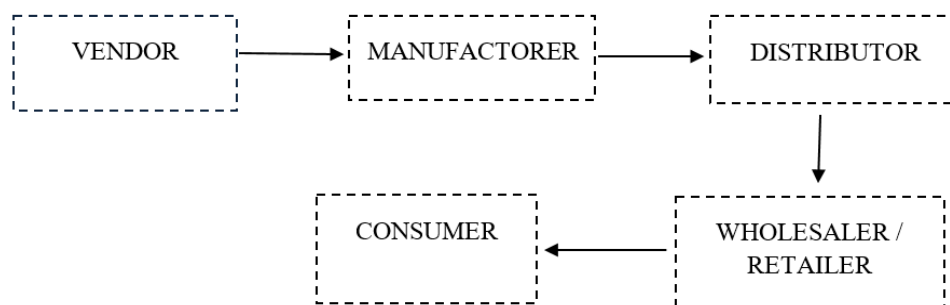 VENDOR
MANUFACTORER
DISTRIBUTOR
CONSUMER
WHOLESALER /
RETAILER